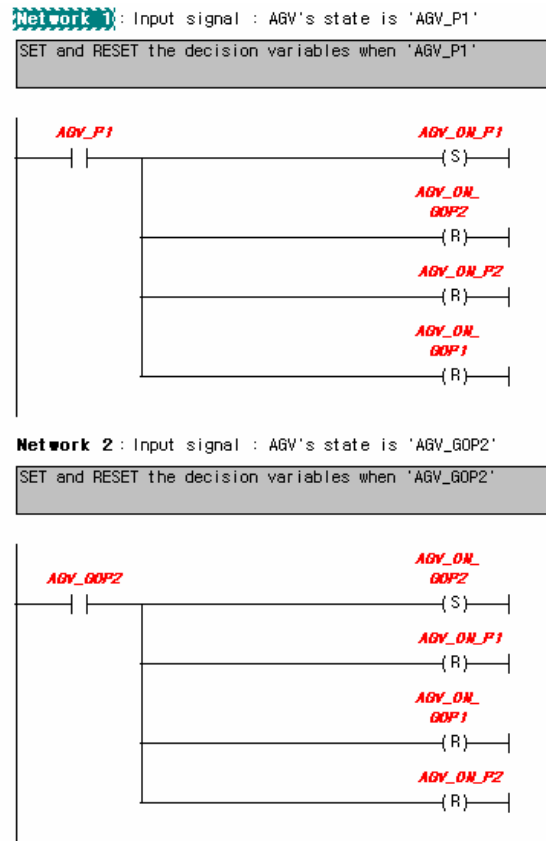 Network 1: Input signal : AGV's state is 'AGV_P1'
SET and RESET the decision variables when 'AGV_P1'
AGV_P1
AGV_ON_P1
( S )
AGV_ON_
GOP2
( R )
AGV_ON_P2
( R )
AGV_ON_
GOP1
( R )
Network 2: Input signal : AGV's state is 'AGV_GOP2'
SET and RESET the decision variables when 'AGV_GOP2'
AGV_GOP2
AGV_ON_
GOP2
( S )
AGV_ON_P1
( R )
AGV_ON_
GOP1
( R )
AGV_ON_P2
( R )